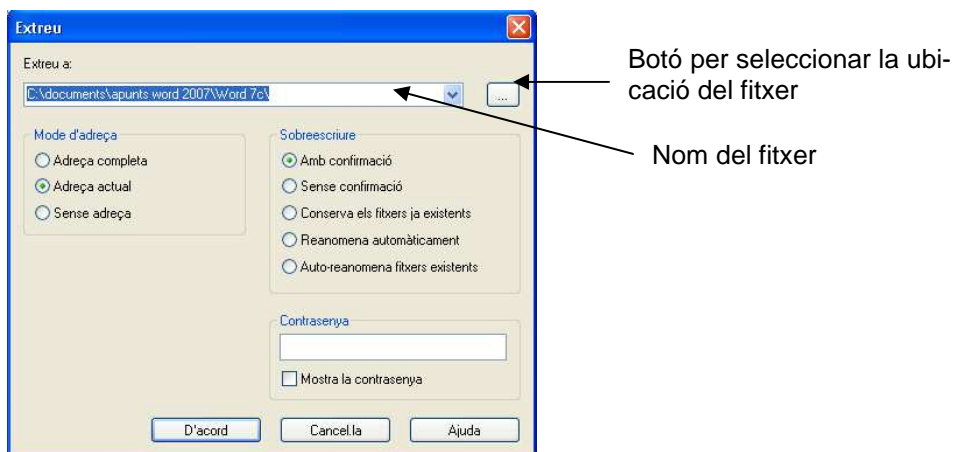 Extreu
Extreu a:
C:\documents\apunts word 2007\Word 7c\
...
Botó per seleccionar la ubi-
cació del fitxer
Nom del fitxer
Mode d'adreça
Adreça completa
Adreça actual
Sense adreça
Sobreescriure
Amb confirmació
Sense confirmació
Conserva els fitxers ja existents
Reanomena automàticament
Auto-reanomena fitxers existents
Contrasenya
Mostra la contrasenya
D'acord
Cancel.la
Ajuda